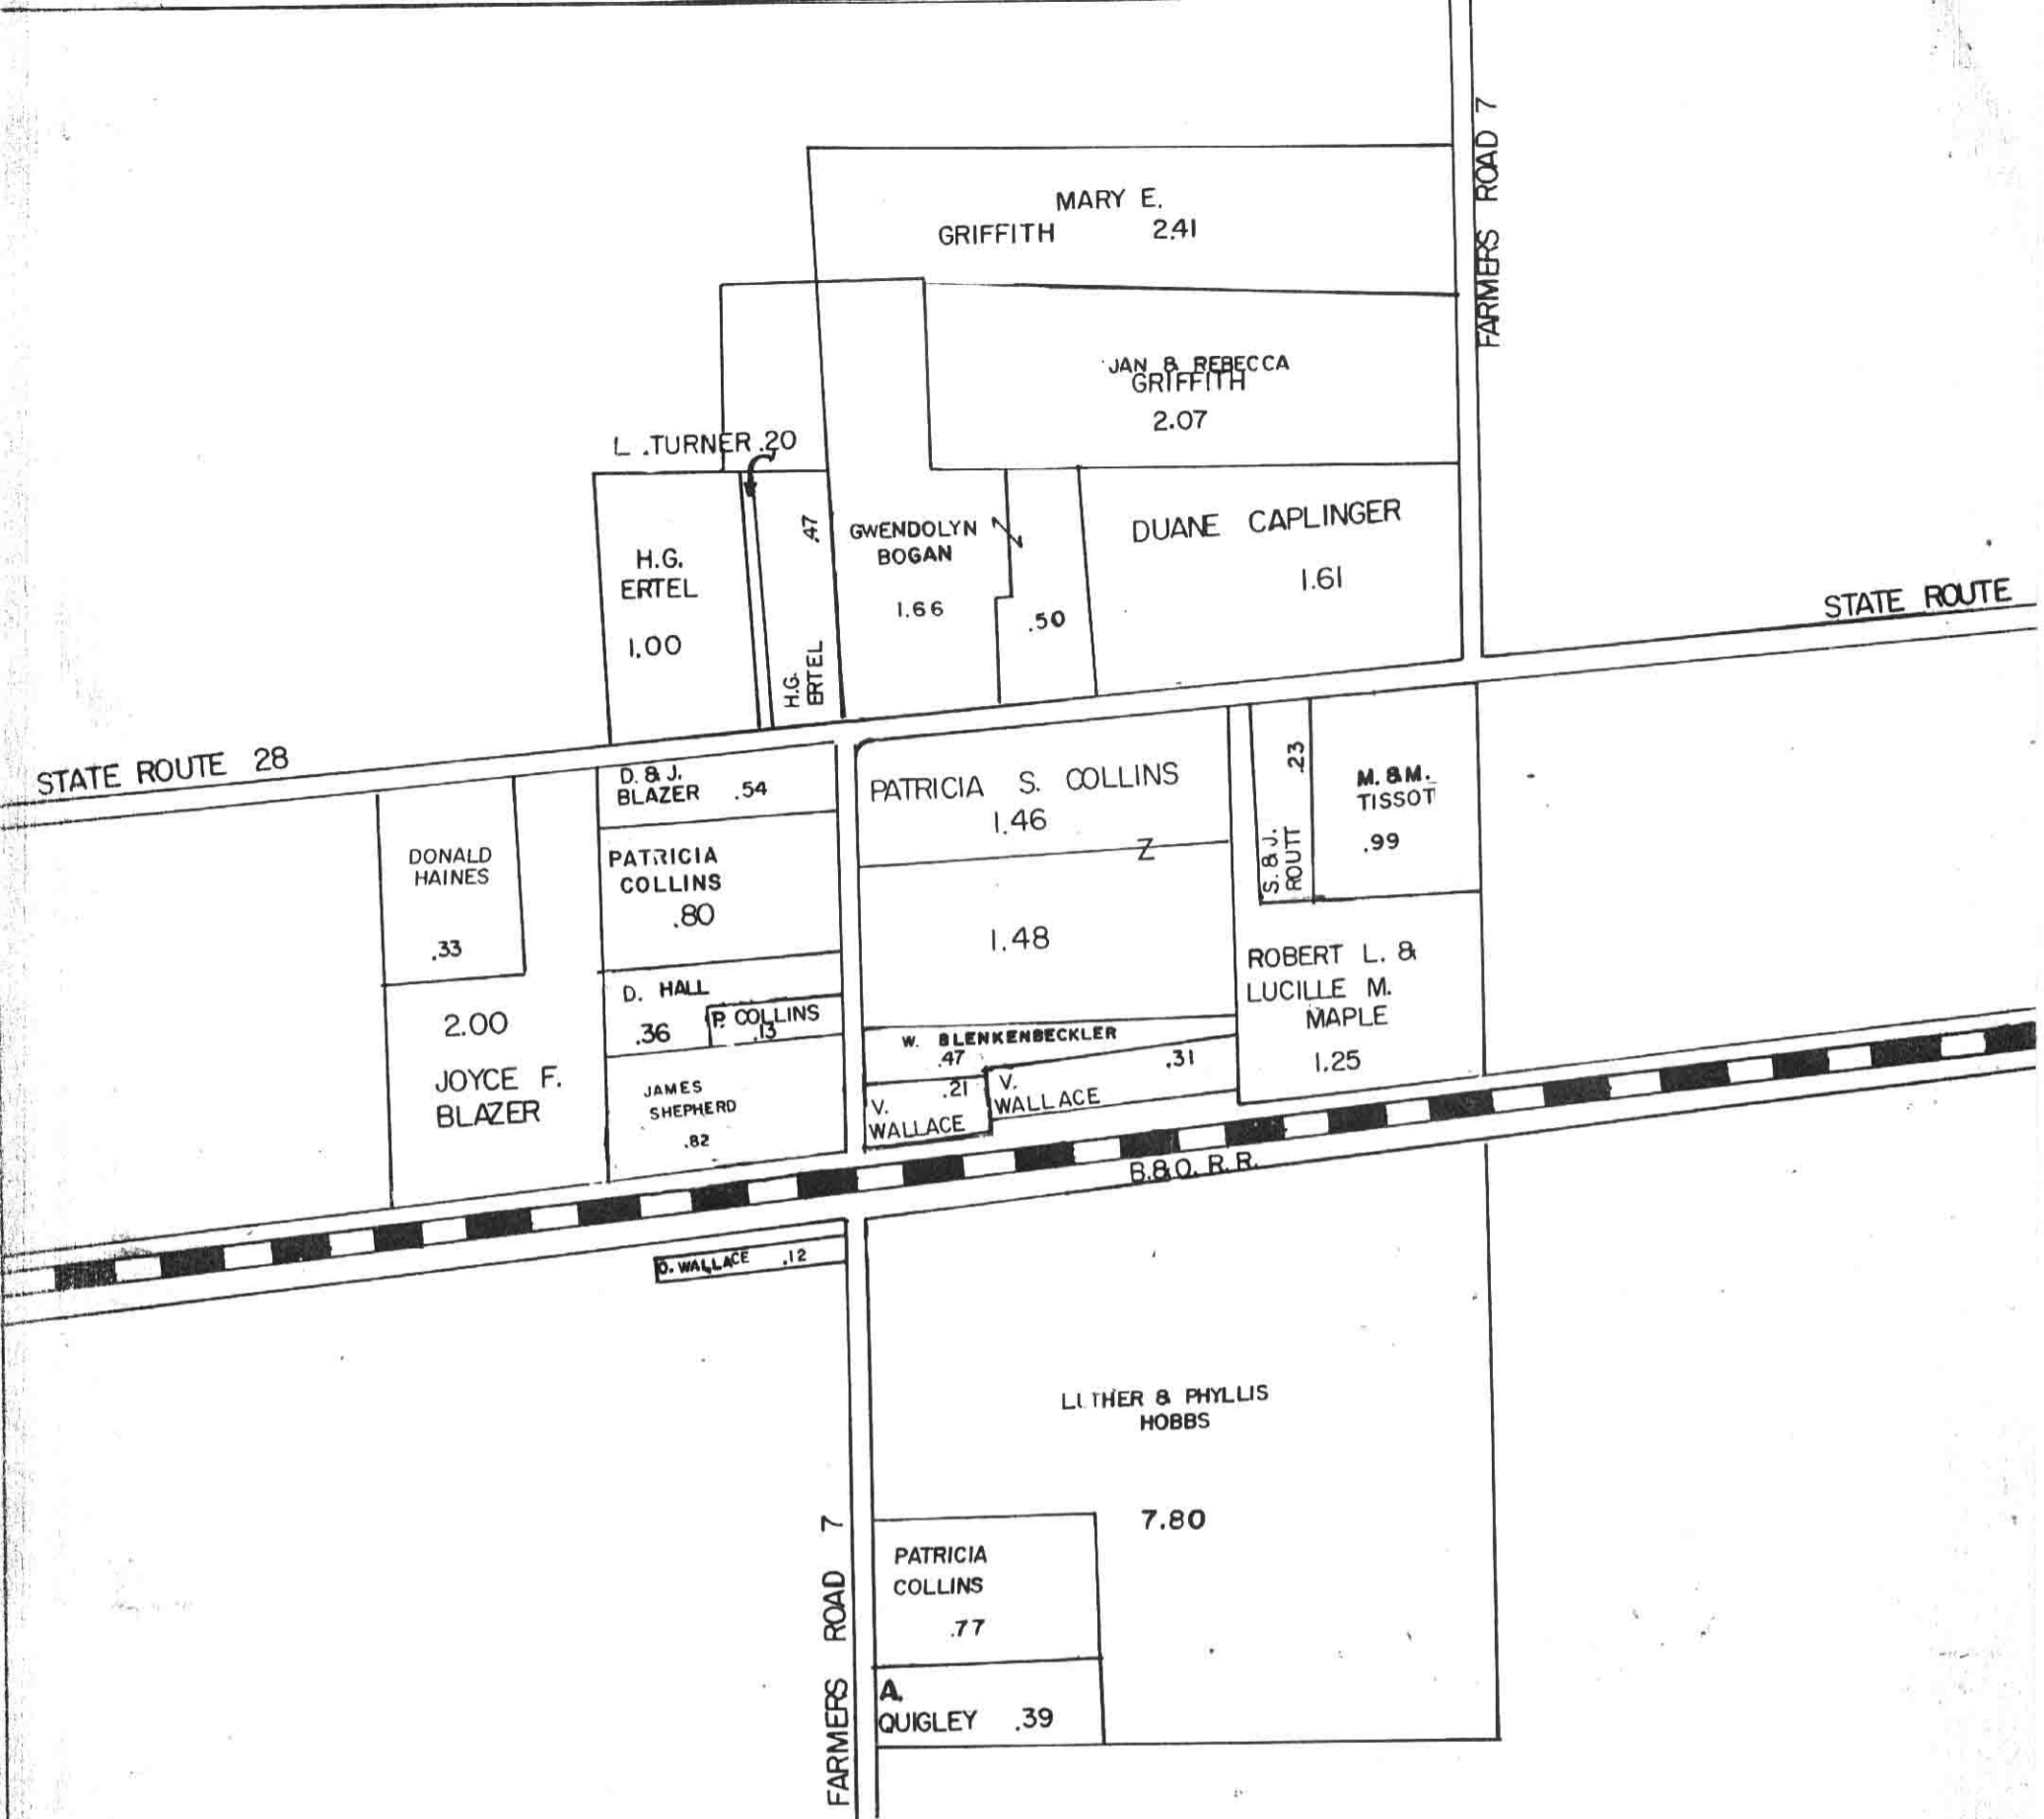 FARMERS ROAD 7
MARY E.
GRIFFITH 2.41
JAN & REBECCA
GRIFFITH
2.07
L. TURNER .20
H.G.
ERTEL
1.00
H.G.
ERTEL
.47
GWENDOLYN
BOGAN
1.66
Z
.50
DUANE CAPLINGER
1.61
STATE ROUTE
STATE ROUTE 28
DONALD
HAINES
.33
2.00
JOYCE F.
BLAZER
D. & J.
BLAZER .54
PATRICIA
COLLINS
.80
D. HALL
.36
P. COLLINS
.13
JAMES
SHEPHERD
.82
PATRICIA S. COLLINS
1.46
Z
1.48
W. BLENKENBECKLER
.47
V.
WALLACE
.21
V.
WALLACE
.31
S. & J.
ROUTT
.23
M. & M.
TISSOT
.99
ROBERT L. &
LUCILLE M.
MAPLE
1.25
B.&O. R.R.
O. WALLACE .12
LUTHER & PHYLLIS
HOBBS
7.80
PATRICIA
COLLINS
.77
A.
QUIGLEY .39
FARMERS ROAD 7